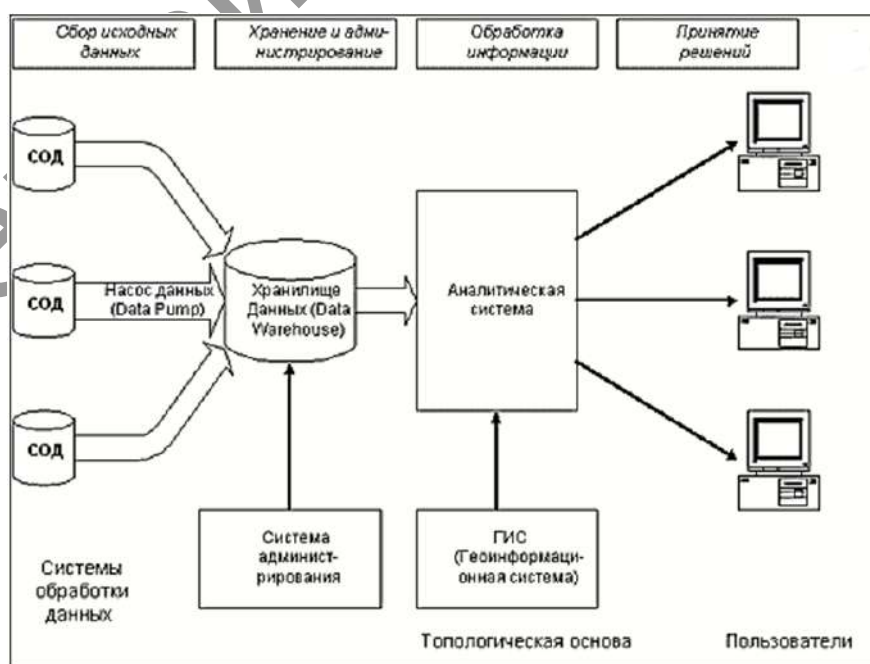 Сбор исходных
данных
Хранение и адми-
нистрирование
Обработка
информации
Принятие
решений
СОД
СОД
Насос данных
(Data Pump)
Хранилище
Данных (Data
Warehouse)
Аналитическая
система
СОД
Система
админист-
рирования
ГИС
(Геоинформаци-
онная система)
Системы
обработки
данных
Топологическая основа
Пользователи